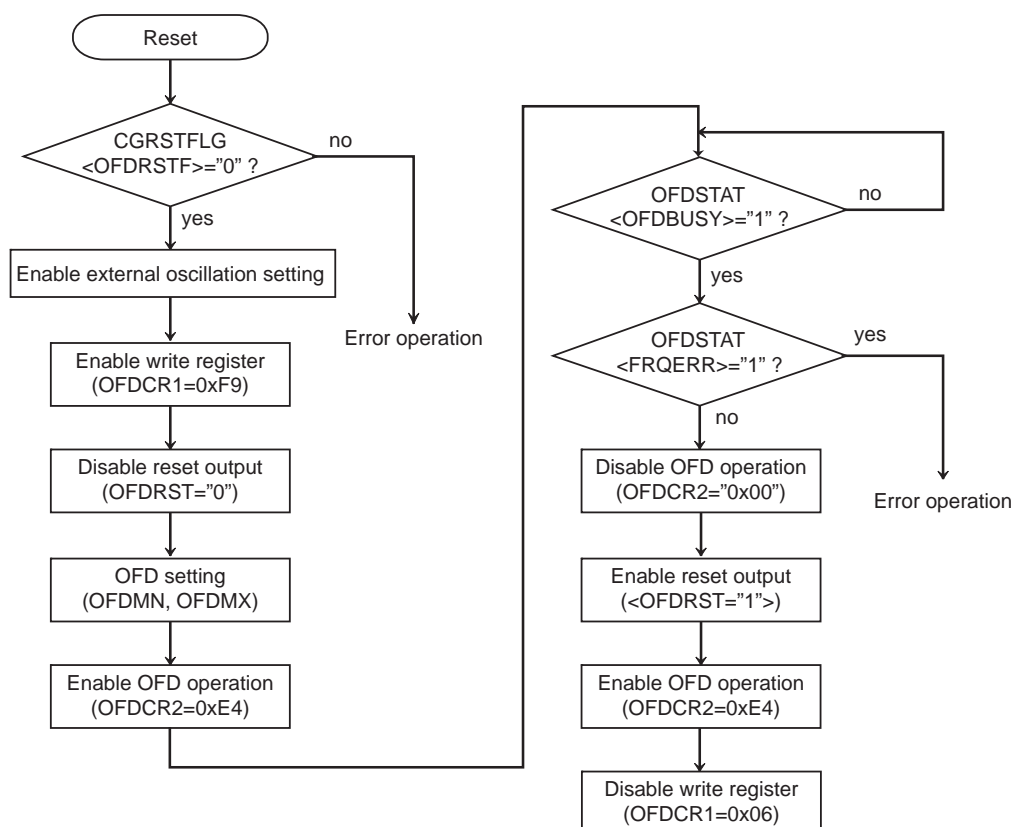 Reset
CGRSTFLG
<OFDRSTF>=”0” ?
no
yes
Enable external oscillation setting
Error operation
Enable write register
(OFDCR1=0xF9)
Disable reset output
(OFDRST=”0”)
OFD setting
(OFDMN, OFDMX)
Enable OFD operation
(OFDCR2=0xE4)
OFDSTAT
<OFDBUSY>=”1” ?
no
yes
OFDSTAT
<FRQERR>=”1” ?
yes
no
Disable OFD operation
(OFDCR2=”0x00”)
Error operation
Enable reset output
(<OFDRST=”1”>)
Enable OFD operation
(OFDCR2=0xE4)
Disable write register
(OFDCR1=0x06)